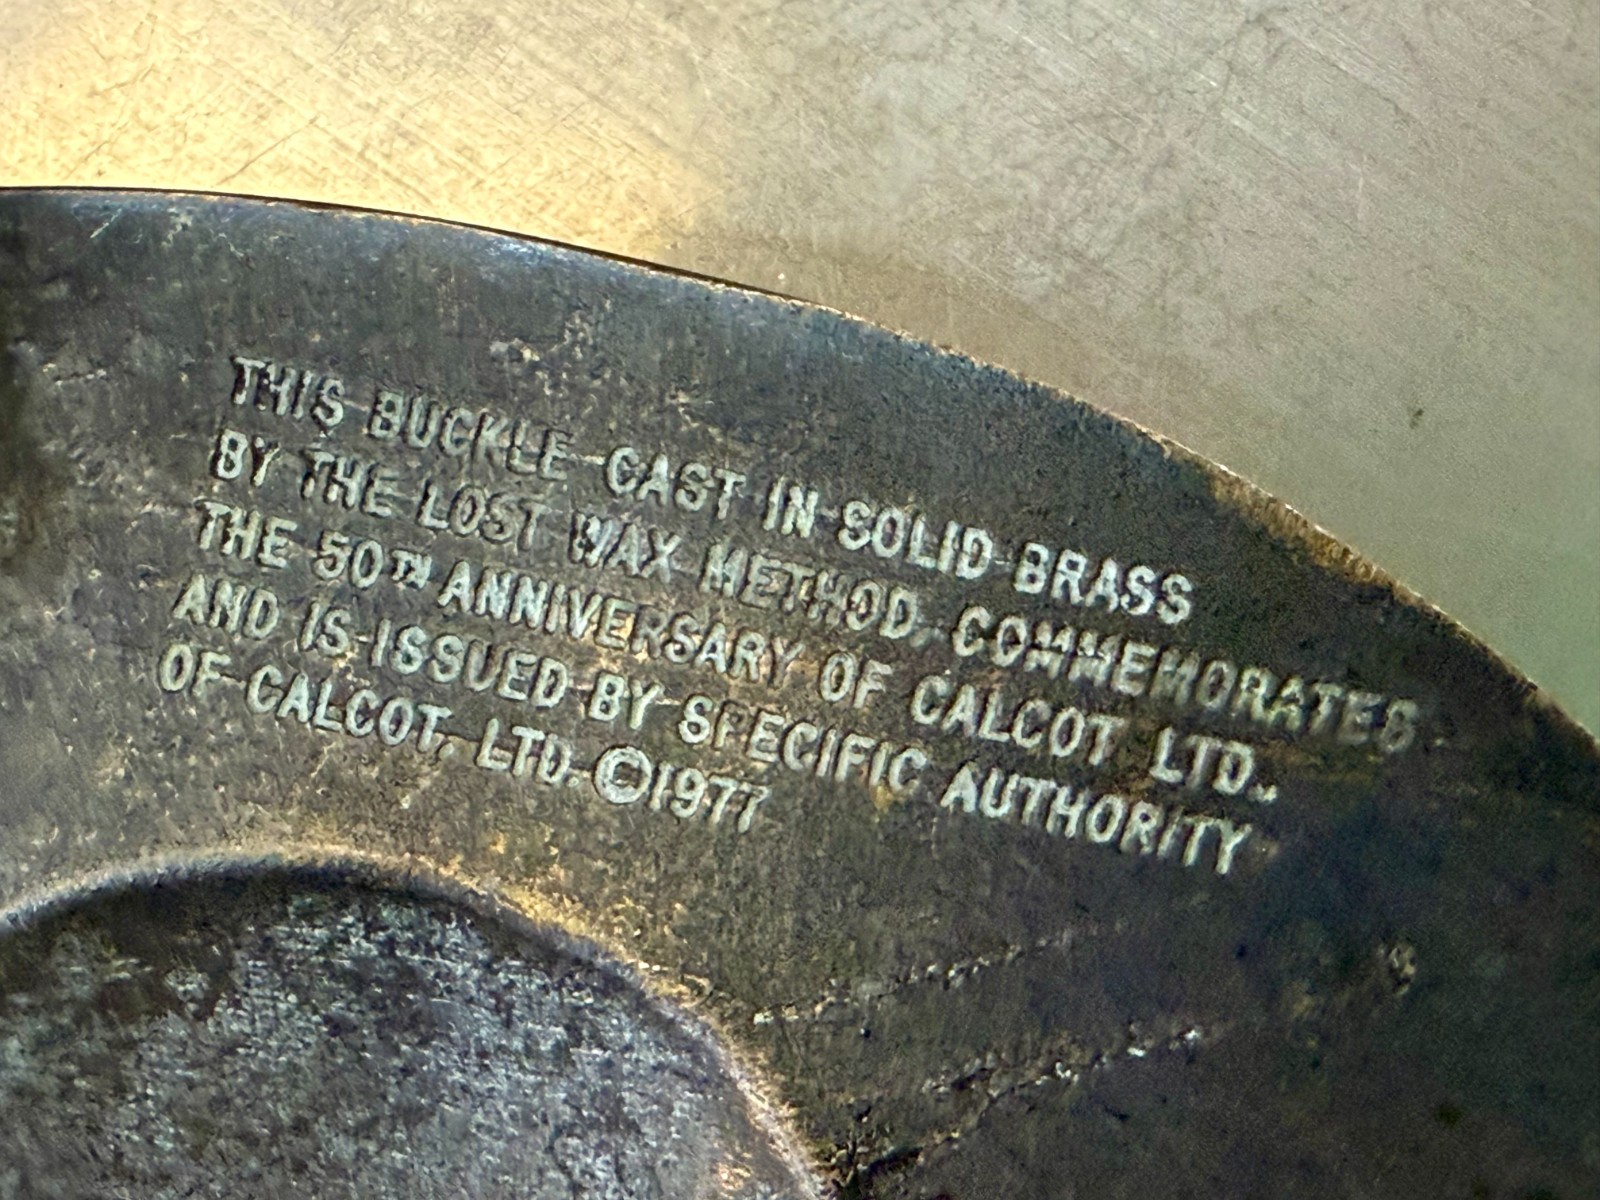 THIS BUCKLE CAST IN SOLID BRASS
BY THE LOST WAX METHOD, COMMEMORATES
THE 50TH ANNIVERSARY OF CALCOT LTD.,
AND IS ISSUED BY SPECIFIC AUTHORITY
OF CALCOT, LTD. ©1977